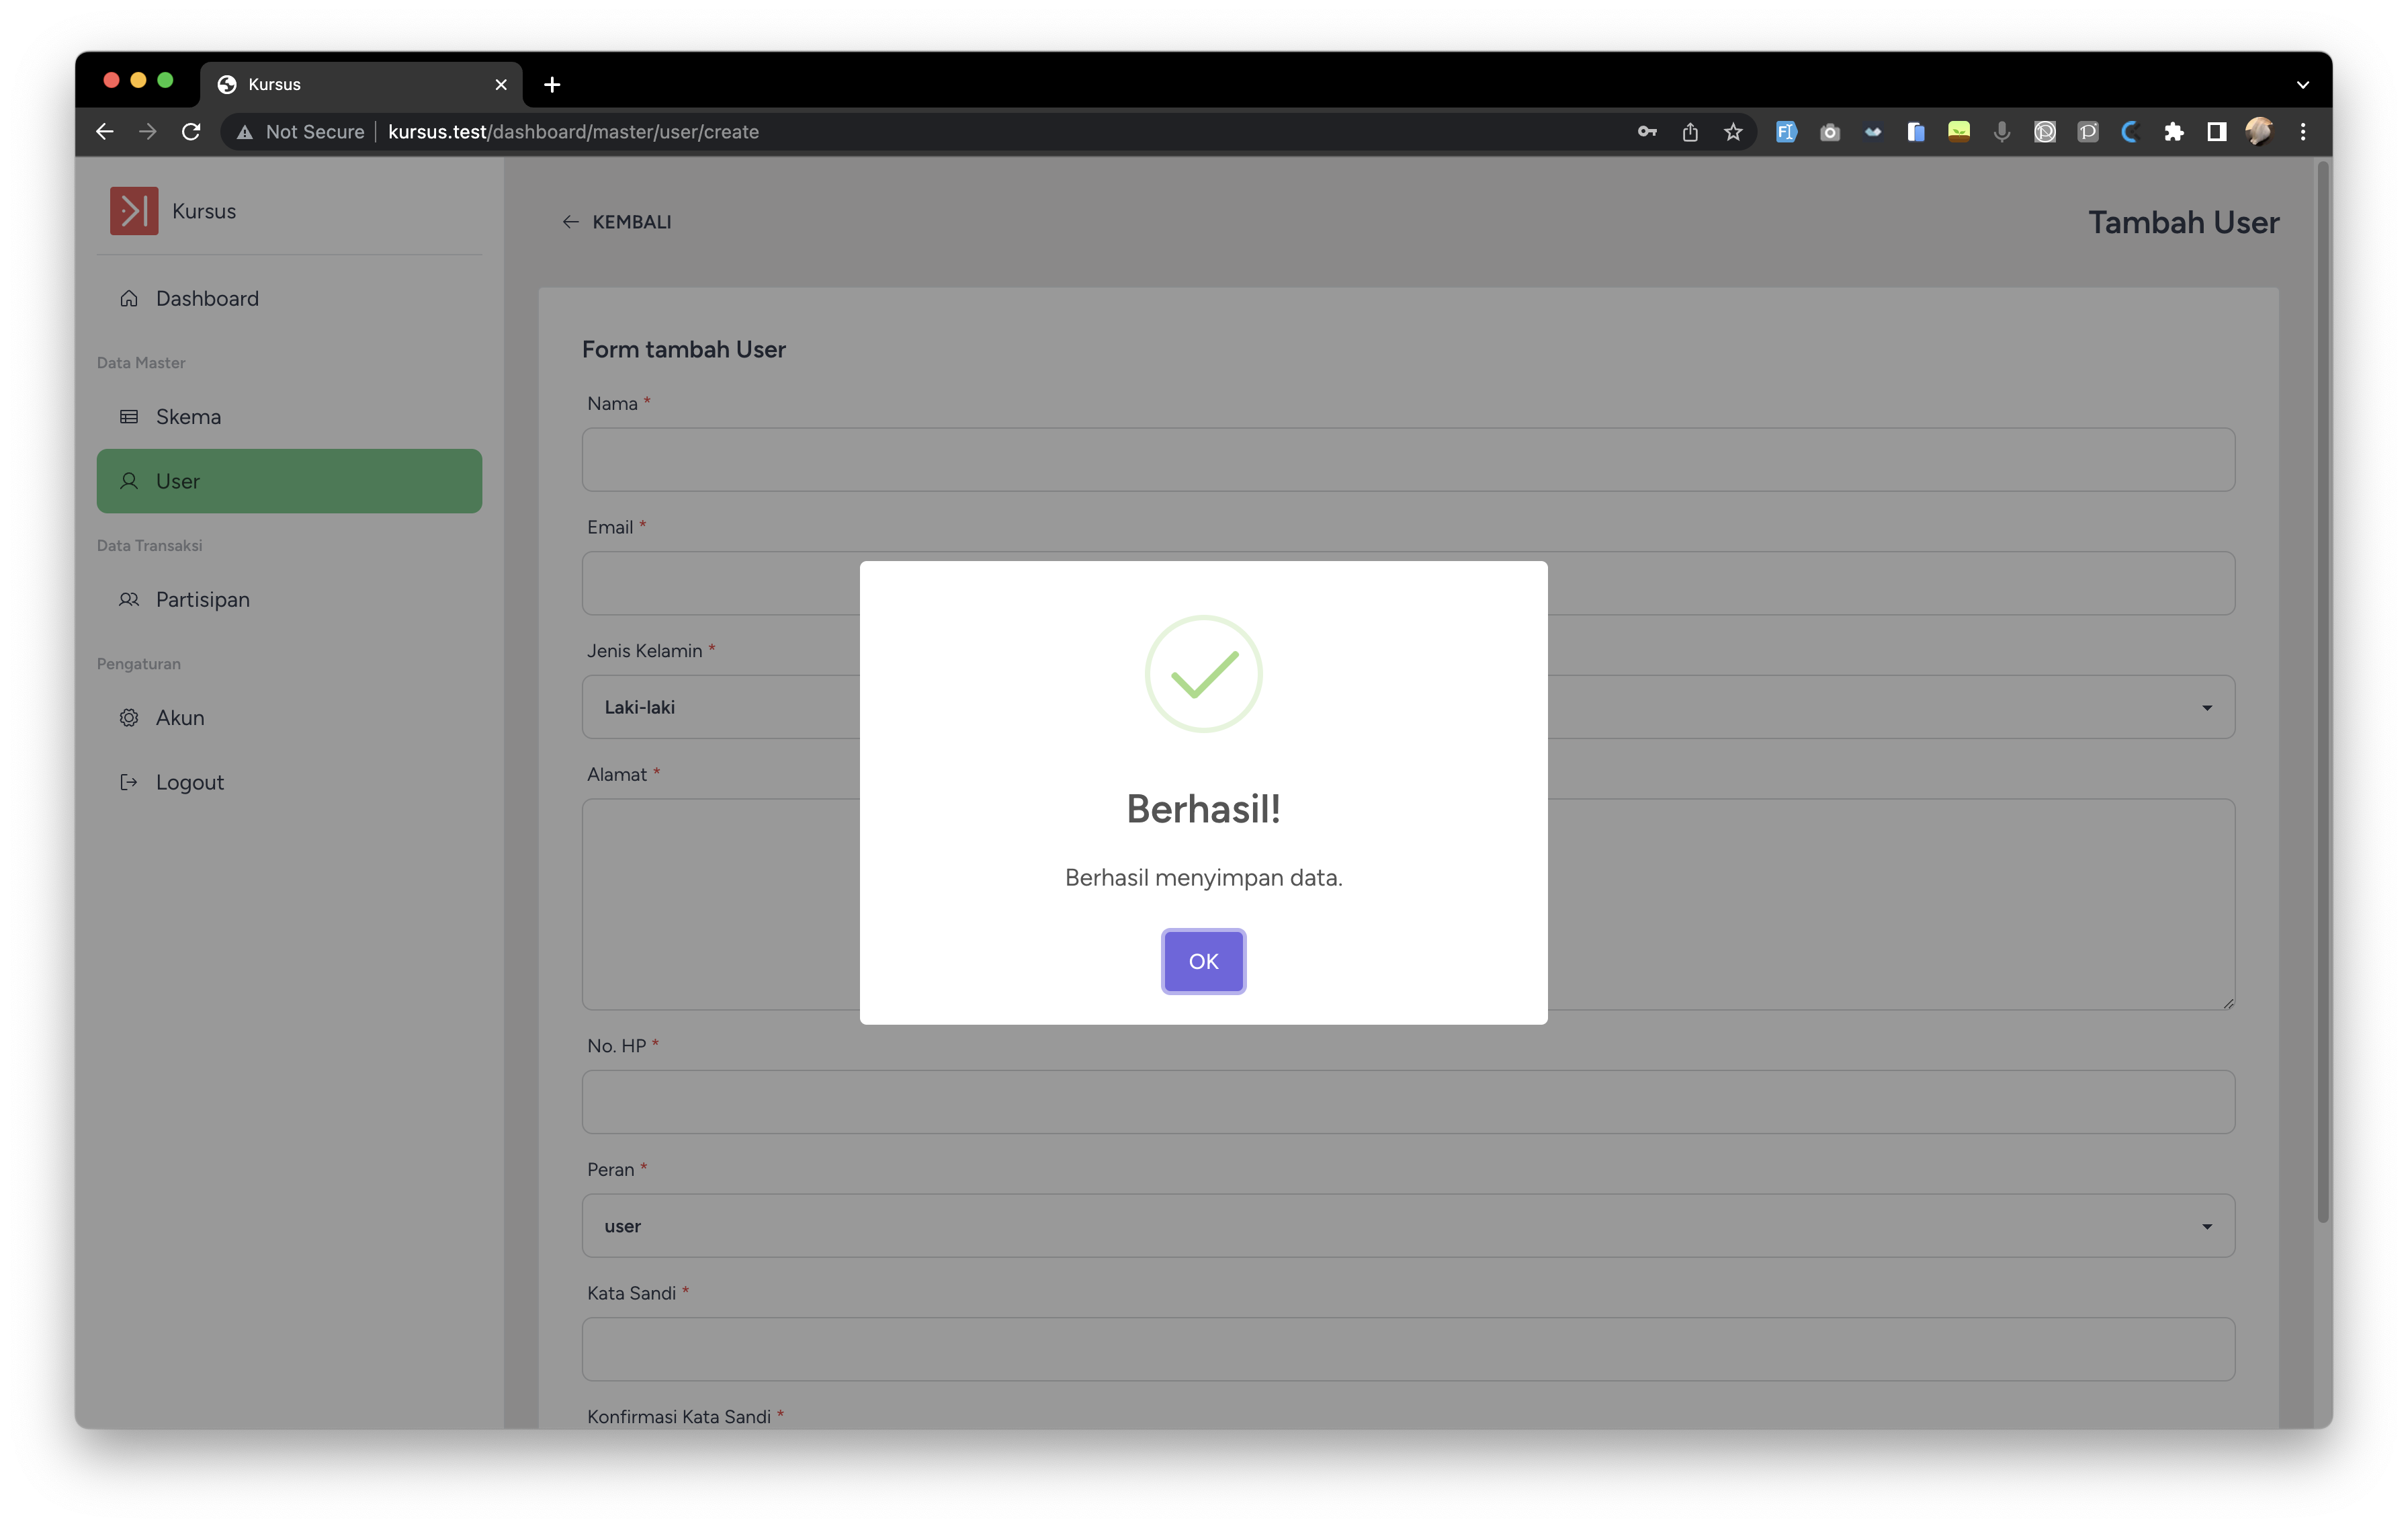 Kursus
Not Secure | kursus.test/dashboard/master/user/create
Kursus
Dashboard
Data Master
Skema
User
Data Transaksi
Partisipan
Pengaturan
Akun
Logout
KEMBALI
Tambah User
Form tambah User
Nama *
Email *
Jenis Kelamin *
Laki-laki
Alamat *
No. HP *
Peran *
user
Kata Sandi *
Konfirmasi Kata Sandi *
Berhasil!
Berhasil menyimpan data.
OK